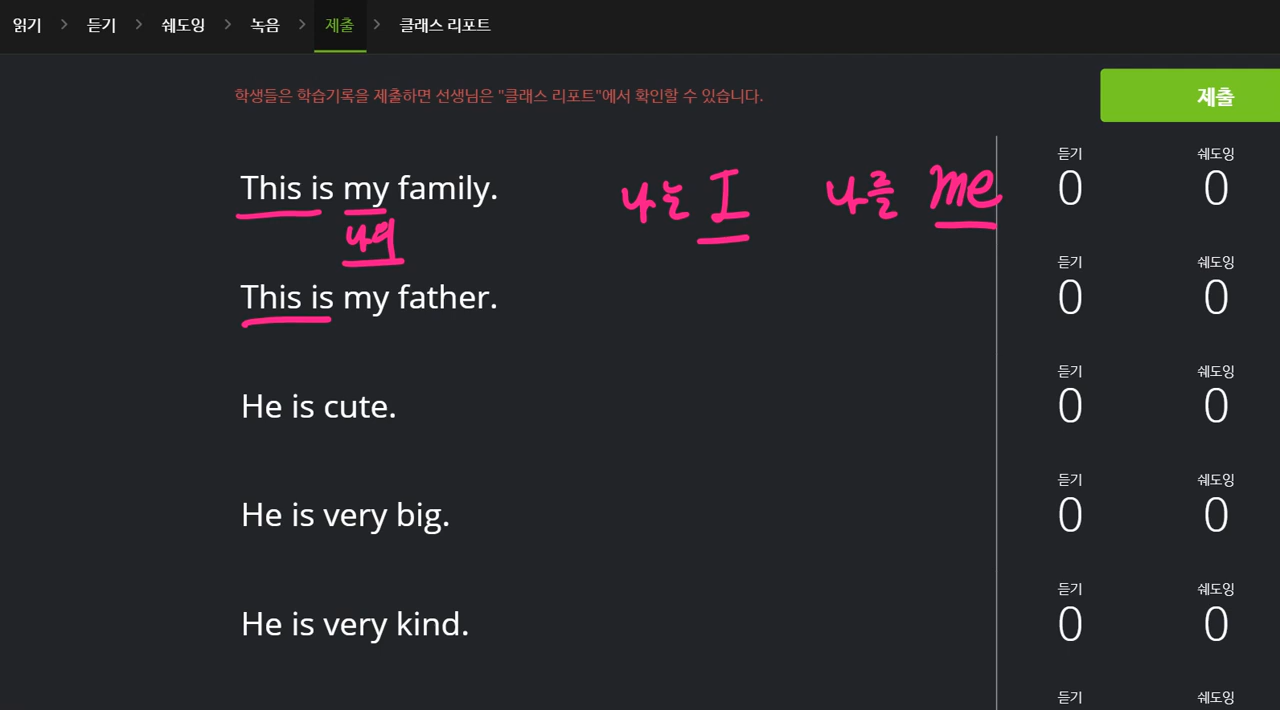 읽기 > 듣기 > 쉐도잉 > 녹음 > 제출 > 클래스 리포트
학생들은 학습기록을 제출하면 선생님은 "클래스 리포트"에서 확인할 수 있습니다.
제출
This is my family.
나는 I 나를 me
나의
듣기 쉐도잉
0 0
This is my father.
듣기 쉐도잉
0 0
He is cute.
듣기 쉐도잉
0 0
He is very big.
듣기 쉐도잉
0 0
He is very kind.
듣기 쉐도잉
0 0
듣기 쉐도잉